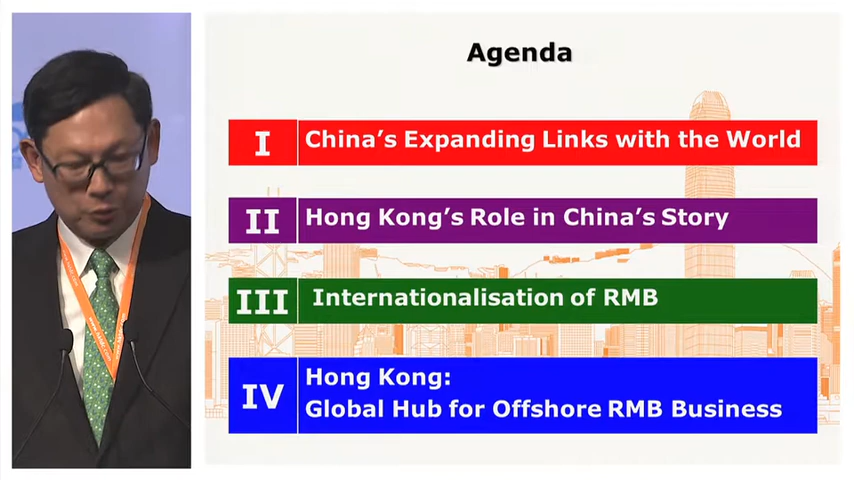 Agenda
I China's Expanding Links with the World
II Hong Kong's Role in China's Story
III Internationalisation of RMB
IV Hong Kong:
Global Hub for Offshore RMB Business